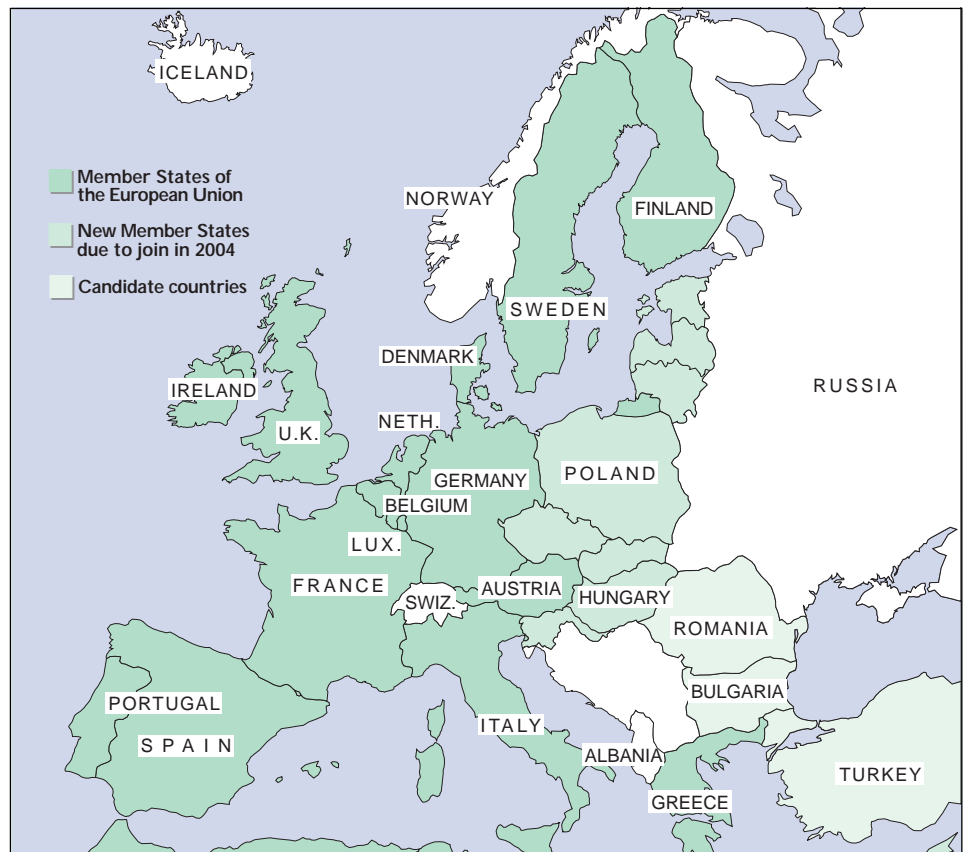 ICELAND
Member States of
the European Union
NORWAY
FINLAND
New Member States
due to join in 2004
Candidate countries
SWEDEN
DENMARK
IRELAND
RUSSIA
NETH.
U.K.
POLAND
GERMANY
BELGIUM
LUX.
FRANCE
AUSTRIA
SWIZ.
HUNGARY
ROMANIA
BULGARIA
PORTUGAL
ITALY
SPAIN
ALBANIA
TURKEY
GREECE